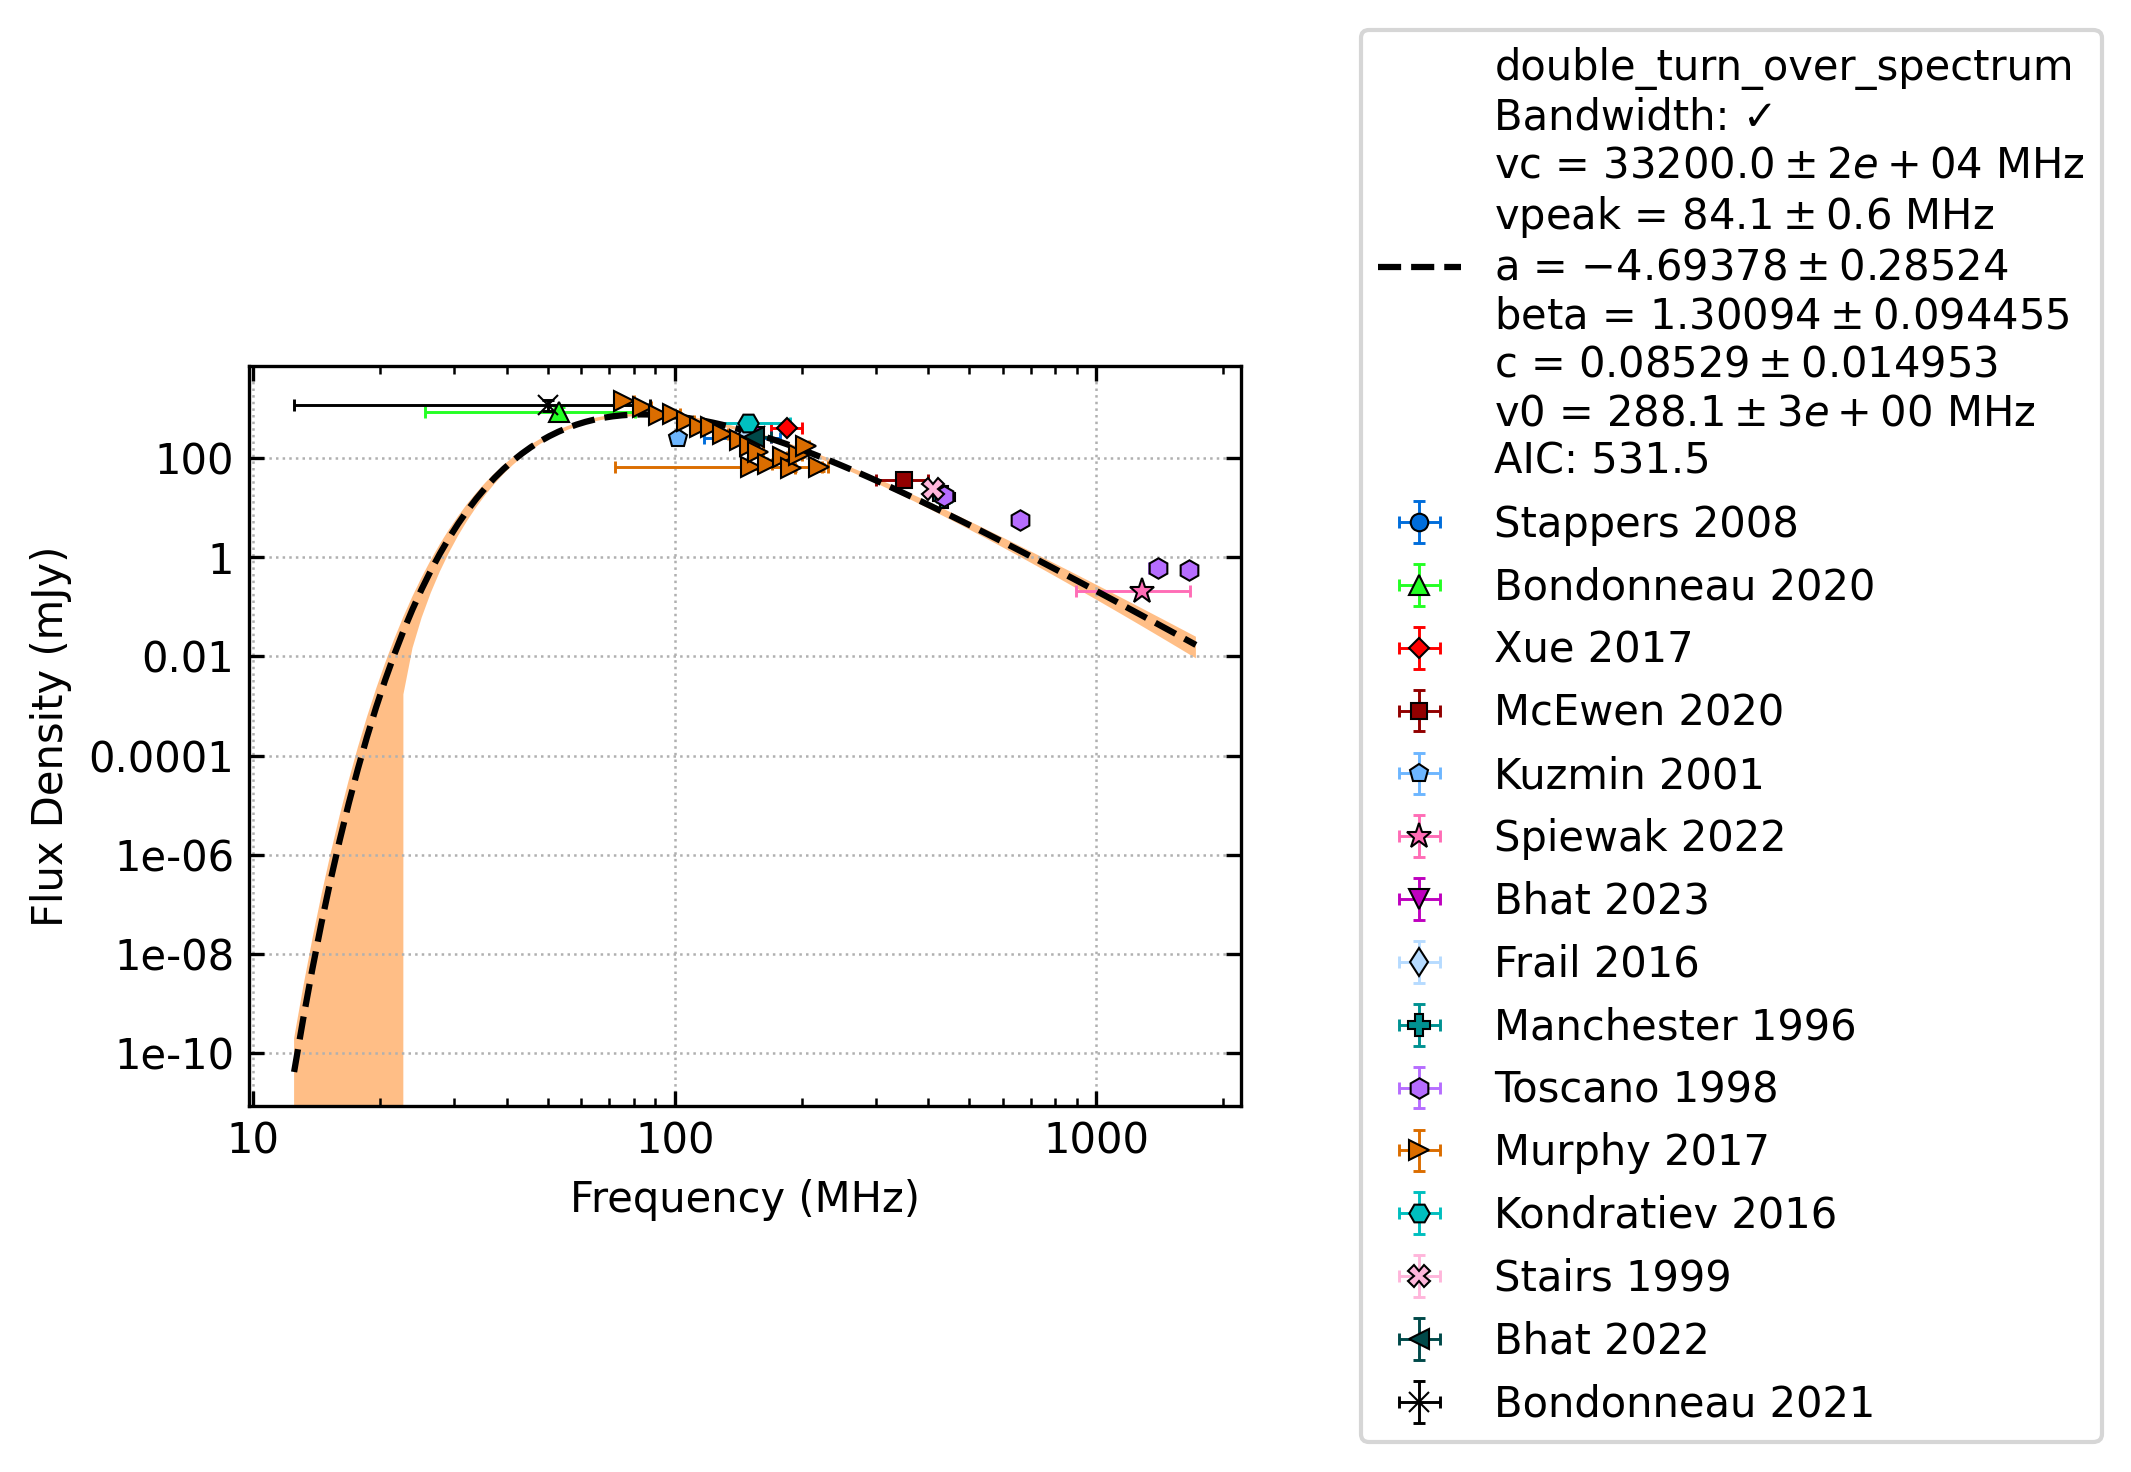 double_turn_over_spectrum
Bandwidth: ✓
vc = 33200.0 ± 2e + 04 MHz
vpeak = 84.1 ± 0.6 MHz
a = −4.69378 ± 0.28524
beta = 1.30094 ± 0.094455
c = 0.08529 ± 0.014953
v0 = 288.1 ± 3e + 00 MHz
AIC: 531.5
Stappers 2008
Bondonneau 2020
Xue 2017
McEwen 2020
Kuzmin 2001
Spiewak 2022
Bhat 2023
Frail 2016
Manchester 1996
Toscano 1998
Murphy 2017
Kondratiev 2016
Stairs 1999
Bhat 2022
Bondonneau 2021
Flux Density (mJy)
100
1
0.01
0.0001
1e-06
1e-08
1e-10
10
100
1000
Frequency (MHz)